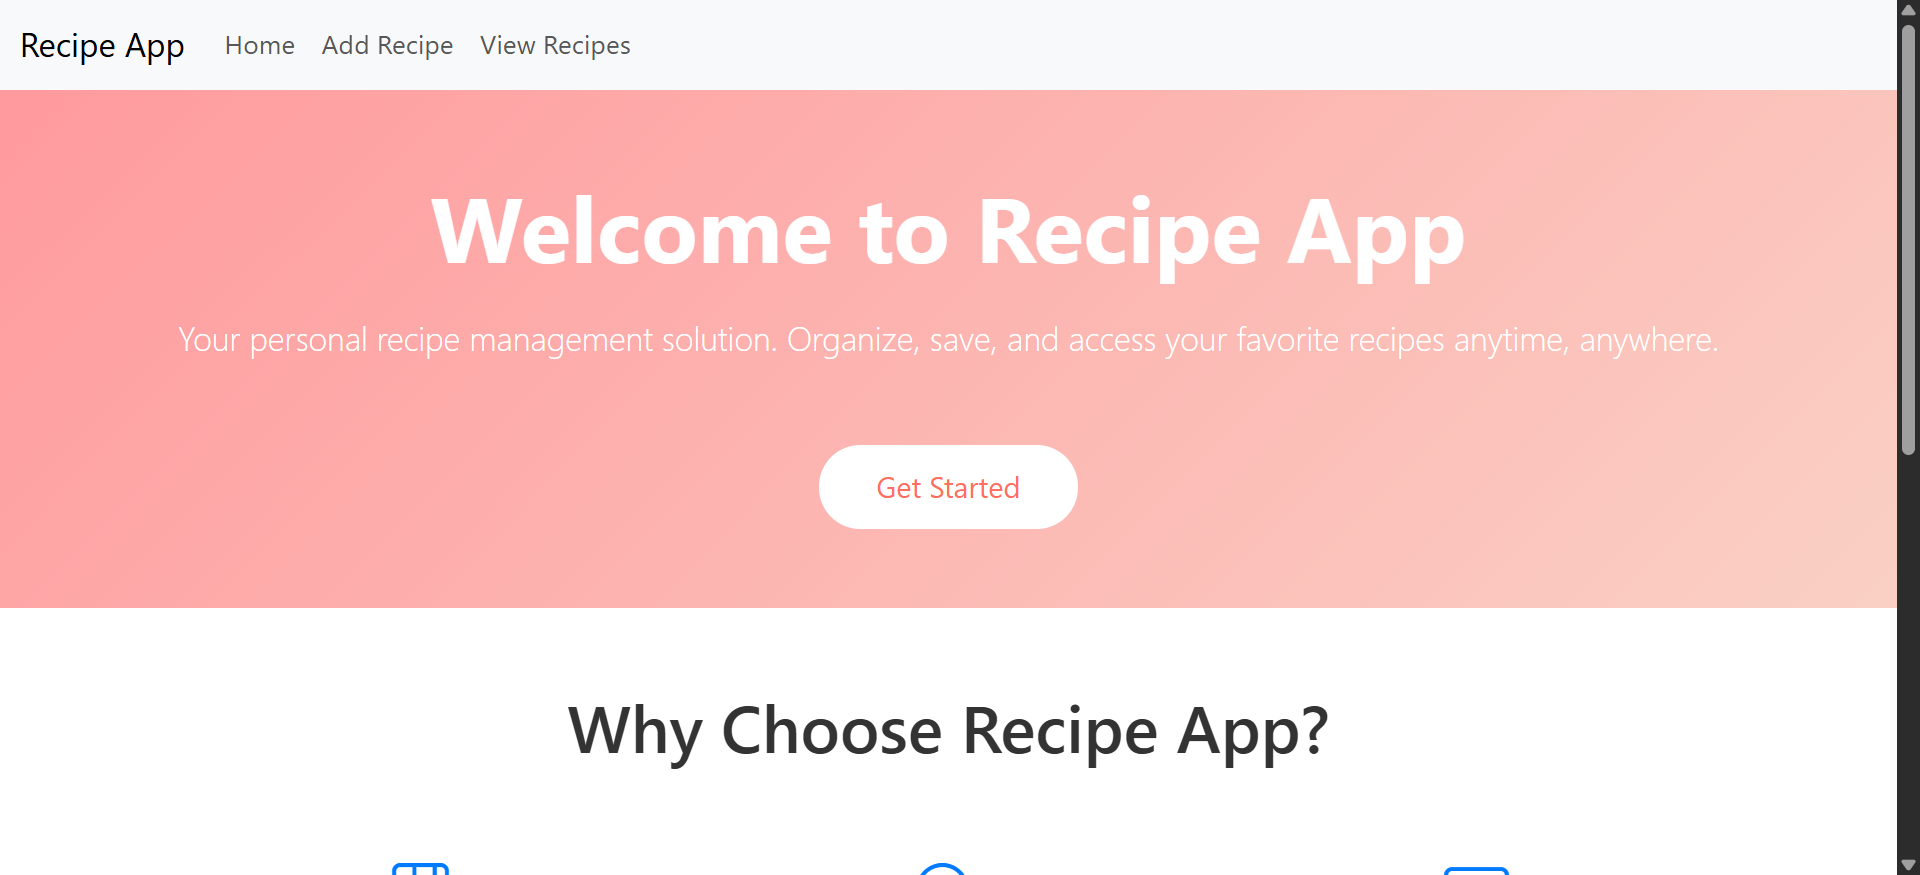 Recipe App Home Add Recipe View Recipes
Welcome to Recipe App
Your personal recipe management solution. Organize, save, and access your favorite recipes anytime, anywhere.
Get Started
Why Choose Recipe App?